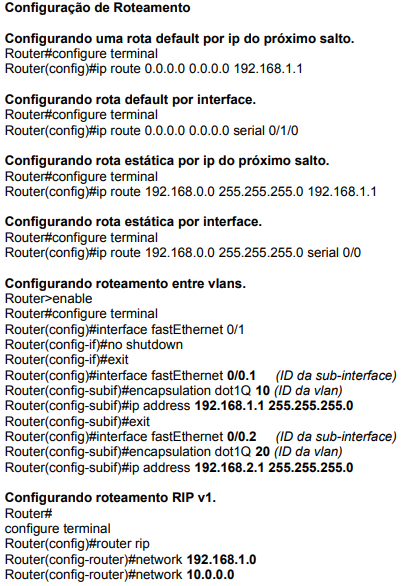 Configuração de Roteamento
Configurando uma rota default por ip do próximo salto.
Router#configure terminal
Router(config)#ip route 0.0.0.0 0.0.0.0 192.168.1.1
Configurando rota default por interface.
Router#configure terminal
Router(config)#ip route 0.0.0.0 0.0.0.0 serial 0/1/0
Configurando rota estática por ip do próximo salto.
Router#configure terminal
Router(config)#ip route 192.168.0.0 255.255.255.0 192.168.1.1
Configurando rota estática por interface.
Router#configure terminal
Router(config)#ip route 192.168.0.0 255.255.255.0 serial 0/0
Configurando roteamento entre vlans.
Router>enable
Router#configure terminal
Router(config)#interface fastEthernet 0/1
Router(config-if)#no shutdown
Router(config-if)#exit
Router(config)#interface fastEthernet 0/0.1 (ID da sub-interface)
Router(config-subif)#encapsulation dot1Q 10 (ID da vlan)
Router(config-subif)#ip address 192.168.1.1 255.255.255.0
Router(config-subif)#exit
Router(config)#interface fastEthernet 0/0.2 (ID da sub-interface)
Router(config-subif)#encapsulation dot1Q 20 (ID da vlan)
Router(config-subif)#ip address 192.168.2.1 255.255.255.0
Configurando roteamento RIP v1.
Router#
configure terminal
Router(config)#router rip
Router(config-router)#network 192.168.1.0
Router(config-router)#network 10.0.0.0